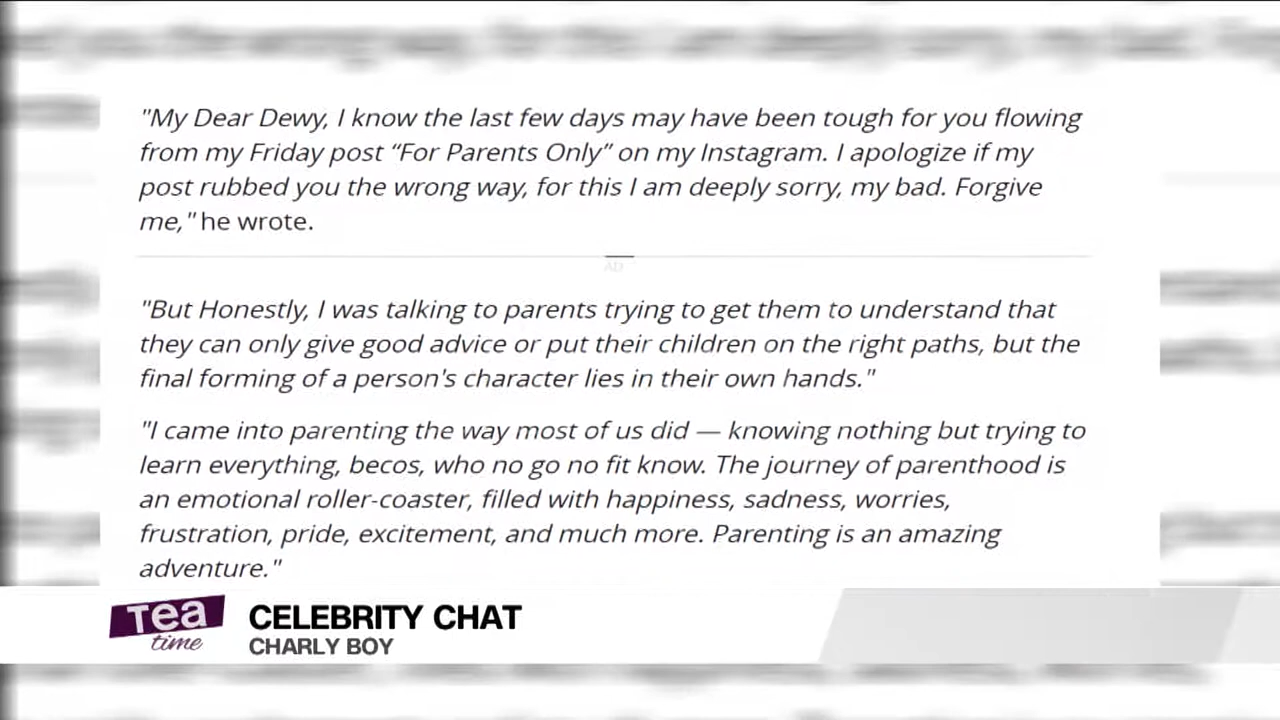 "My Dear Dewy, I know the last few days may have been tough for you flowing
from my Friday post “For Parents Only” on my Instagram. I apologize if my
post rubbed you the wrong way, for this I am deeply sorry, my bad. Forgive
me," he wrote.
AD
"But Honestly, I was talking to parents trying to get them to understand that
they can only give good advice or put their children on the right paths, but the
final forming of a person's character lies in their own hands."
"I came into parenting the way most of us did — knowing nothing but trying to
learn everything, becos, who no go no fit know. The journey of parenthood is
an emotional roller-coaster, filled with happiness, sadness, worries,
frustration, pride, excitement, and much more. Parenting is an amazing
adventure."
Tea
time
CELEBRITY CHAT
CHARLY BOY